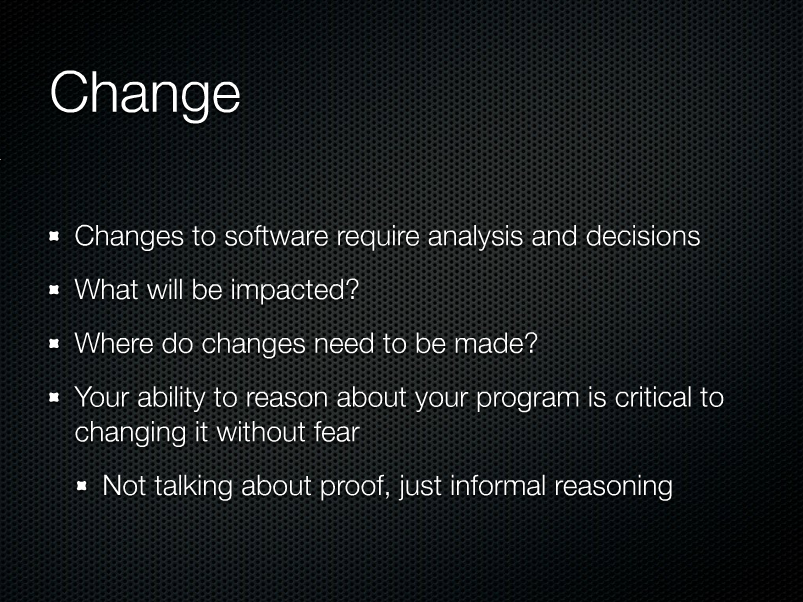 Change
Changes to software require analysis and decisions
What will be impacted?
Where do changes need to be made?
Your ability to reason about your program is critical to
changing it without fear
Not talking about proof, just informal reasoning